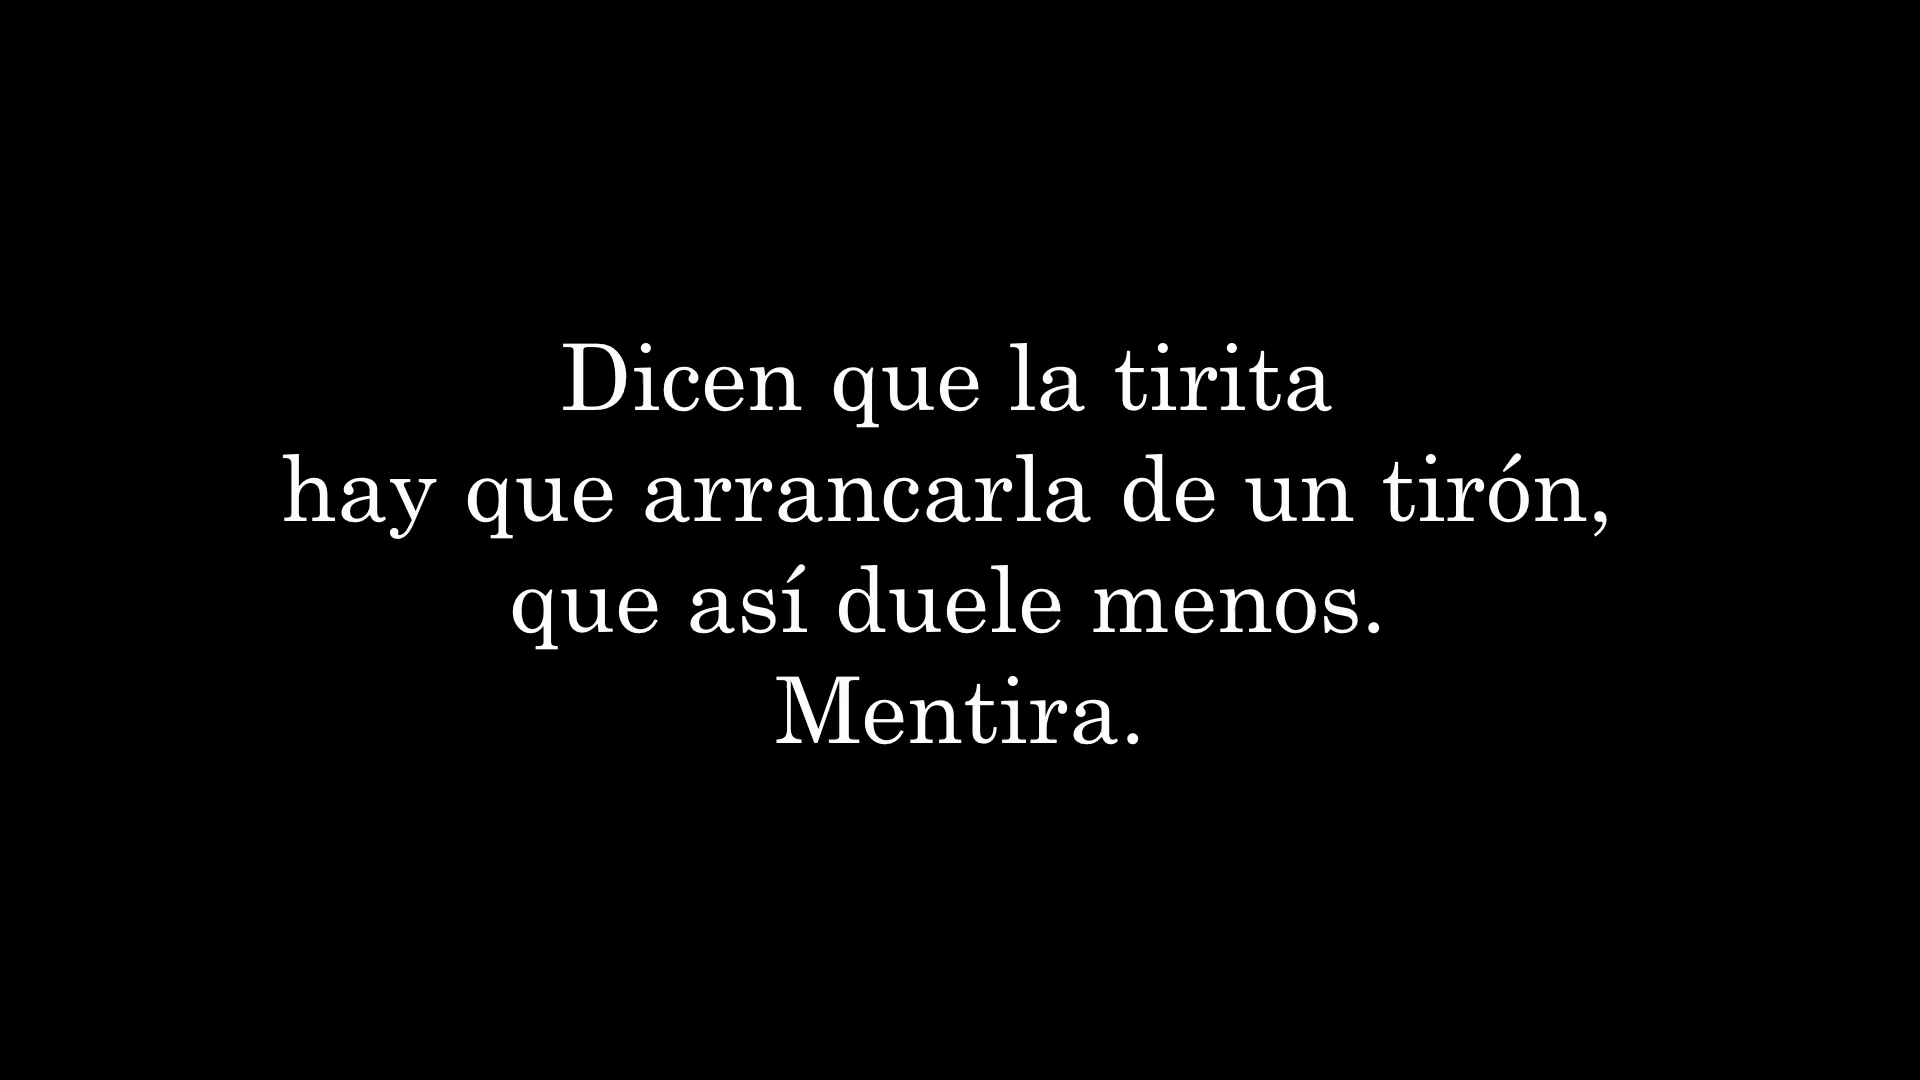 Dicen que la tirita
hay que arrancarla de un tirón,
que así duele menos.
Mentira.